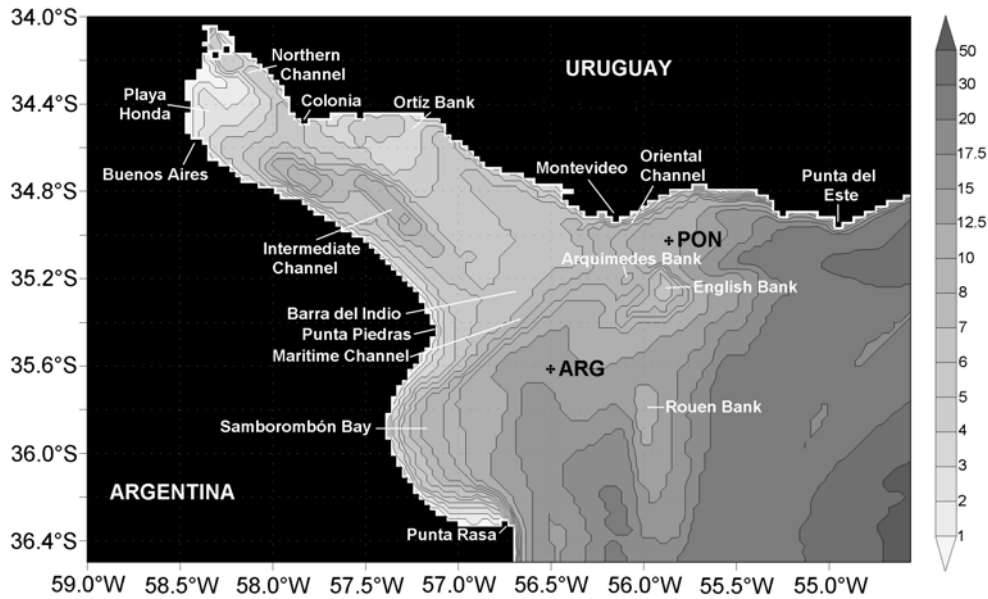 34.0°S
34.4°S
34.8°S
35.2°S
35.6°S
36.0°S
36.4°S
59.0°W
58.5°W
58.0°W
57.5°W
57.0°W
56.5°W
56.0°W
55.5°W
55.0°W
Northern
Channel
URUGUAY
Playa
Honda
Colonia
Ortíz Bank
Buenos Aires
Montevideo
Oriental
Channel
Punta del
Este
Intermediate
Channel
PON
Arquimedes Bank
English Bank
Barra del Indio
Punta Piedras
Maritime Channel
ARG
Rouen Bank
Samborombón Bay
ARGENTINA
Punta Rasa
50
30
20
17.5
15
12.5
10
8
7
6
5
4
3
2
1